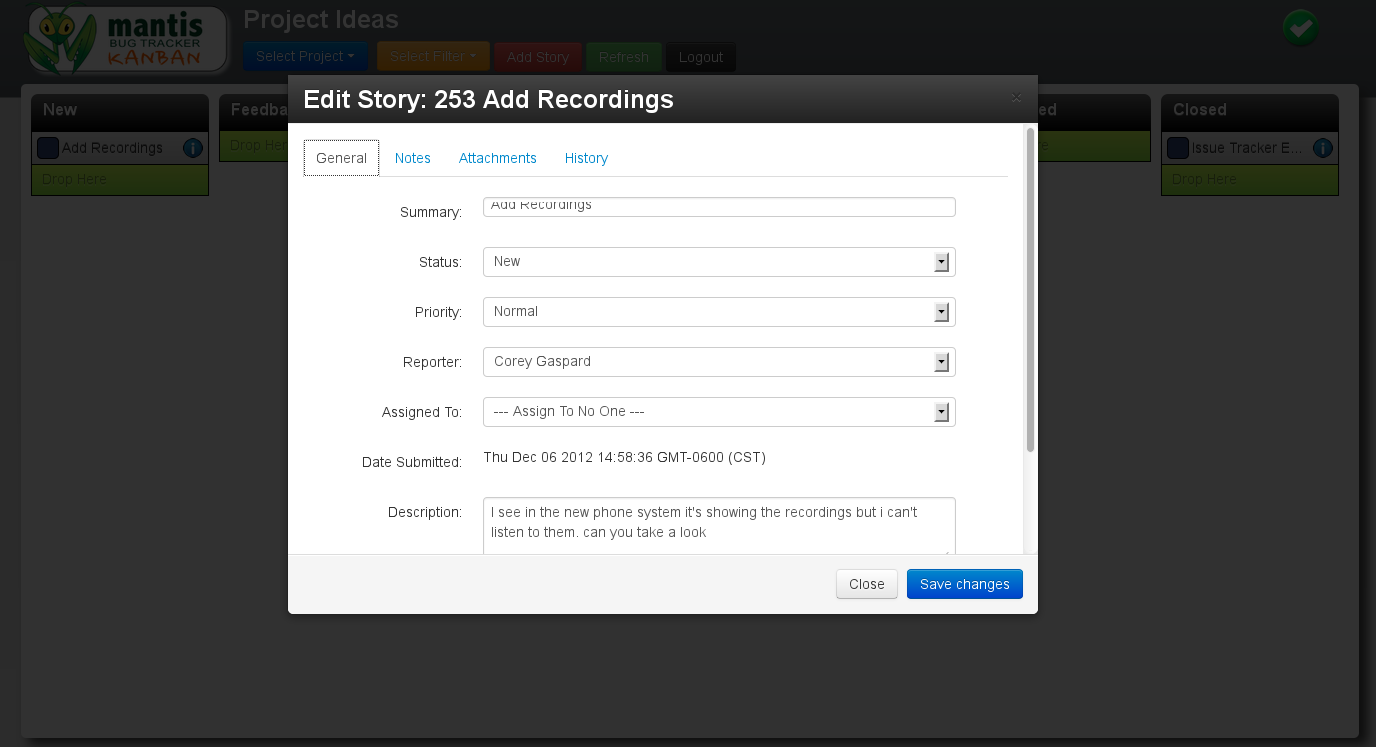 mantis
BUG TRACKER
KANBAN
Project Ideas
Select Project
Select Filter
Add Story
Refresh
Logout
New
Add Recordings
Drop Here
Drop
Closed
Issue Tracker E...
Drop Here
Edit Story: 253 Add Recordings
×
General
Notes
Attachments
History
Summary:
Add Recordings
Status:
New
Priority:
Normal
Reporter:
Corey Gaspard
Assigned To:
--- Assign To No One ---
Date Submitted:
Thu Dec 06 2012 14:58:36 GMT-0600 (CST)
Description:
I see in the new phone system it's showing the recordings but i can't
listen to them. can you take a look
Close
Save changes